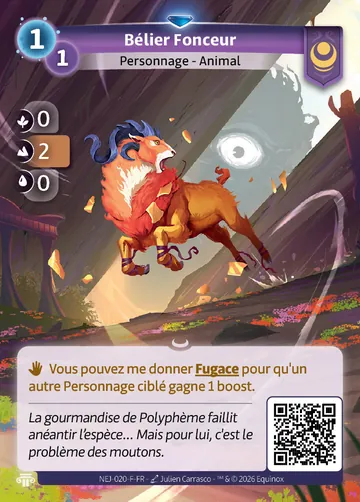 1
Bélier Fonceur
1
Personnage - Animal
0
2
0
Vous pouvez me donner Fugace pour qu'un
autre Personnage ciblé gagne 1 boost.
La gourmandise de Polyphème faillit
anéantir l'espèce... Mais pour lui, c'est le
problème des moutons.
NEJ-020-F-FR - Julien Carrasco - ™ & © 2026 Equinox